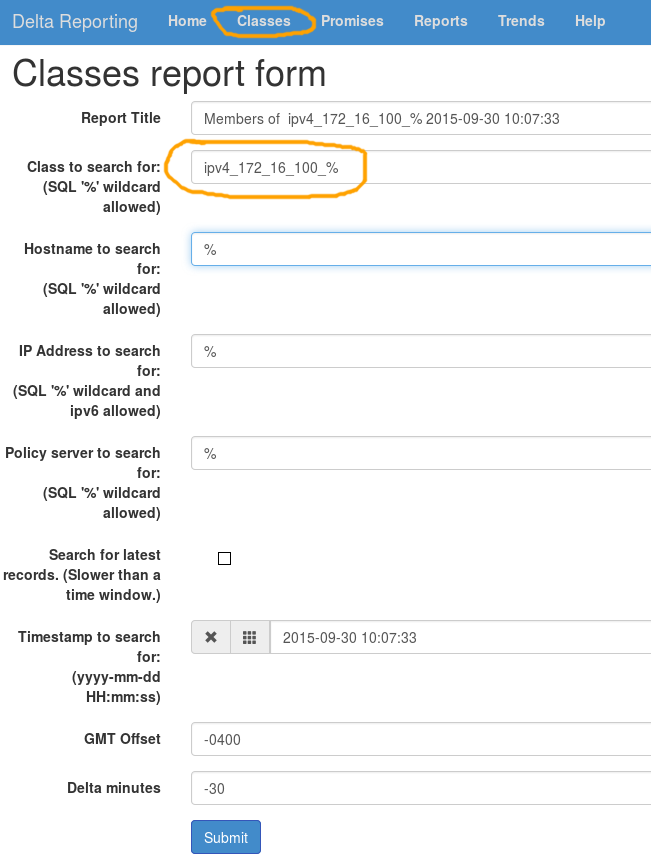 Delta Reporting Home Classes Promises Reports Trends Help
Classes report form
Report Title Members of ipv4_172_16_100_% 2015-09-30 10:07:33
Class to search for: ipv4_172_16_100_%
(SQL '%' wildcard
allowed)
Hostname to search %
for:
(SQL '%' wildcard
allowed)
IP Address to search %
for:
(SQL '%' wildcard and
ipv6 allowed)
Policy server to search %
for:
(SQL '%' wildcard
allowed)
Search for latest
records. (Slower than a
time window.)
Timestamp to search 2015-09-30 10:07:33
for:
(yyyy-mm-dd
HH:mm:ss)
GMT Offset -0400
Delta minutes -30
Submit